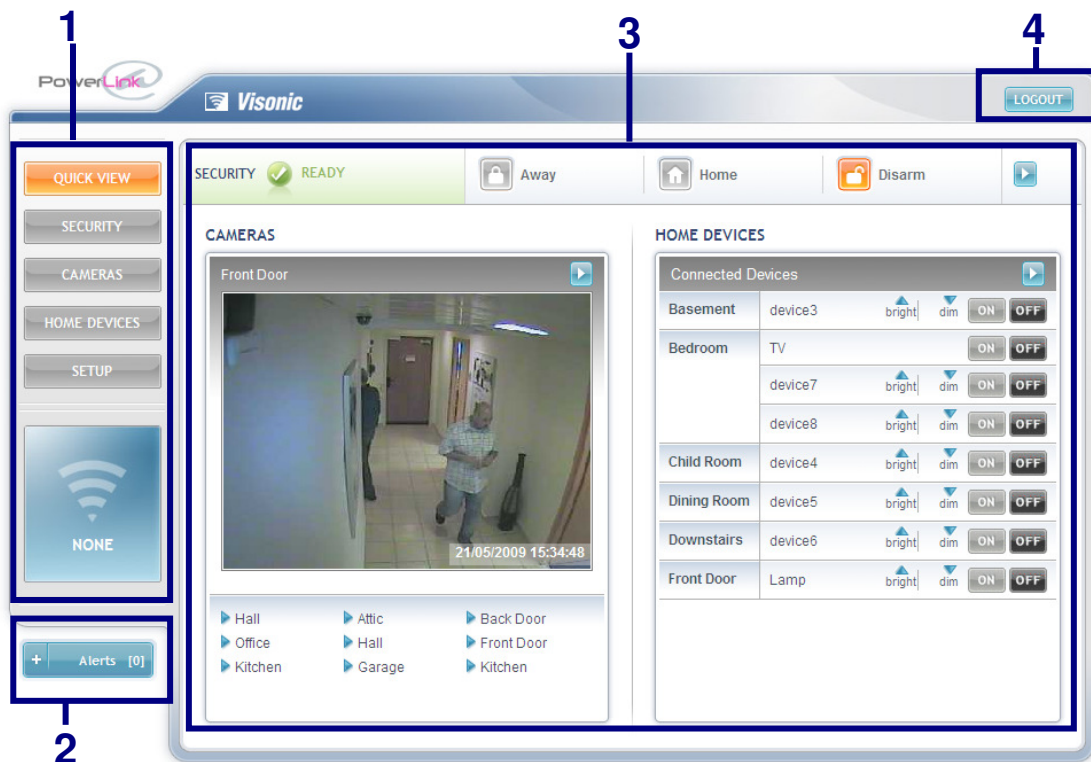 1
3
4
PowerLink
Visonic
LOGOUT
QUICK VIEW
SECURITY
CAMERAS
HOME DEVICES
SETUP
NONE
+ Alerts [0]
2
SECURITY READY
Away
Home
Disarm
CAMERAS
Front Door
21/05/2009 15:34:48
Hall Attic Back Door
Office Hall Front Door
Kitchen Garage Kitchen
HOME DEVICES
Connected Devices
Basement device3 bright dim ON OFF
Bedroom TV ON OFF
device7 bright dim ON OFF
device8 bright dim ON OFF
Child Room device4 bright dim ON OFF
Dining Room device5 bright dim ON OFF
Downstairs device6 bright dim ON OFF
Front Door Lamp bright dim ON OFF